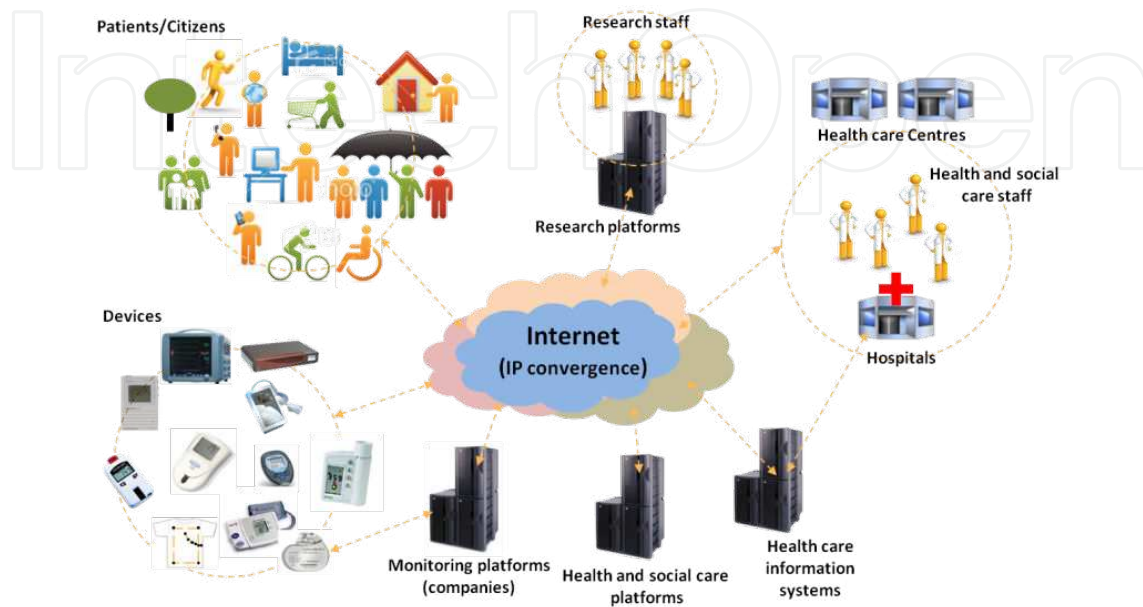 IntechOpen
Patients/Citizens
Research staff
Health care Centres
Health and social
care staff
Research platforms
Internet
(IP convergence)
Hospitals
Devices
Monitoring platforms
(companies)
Health and social care
platforms
Health care
information
systems